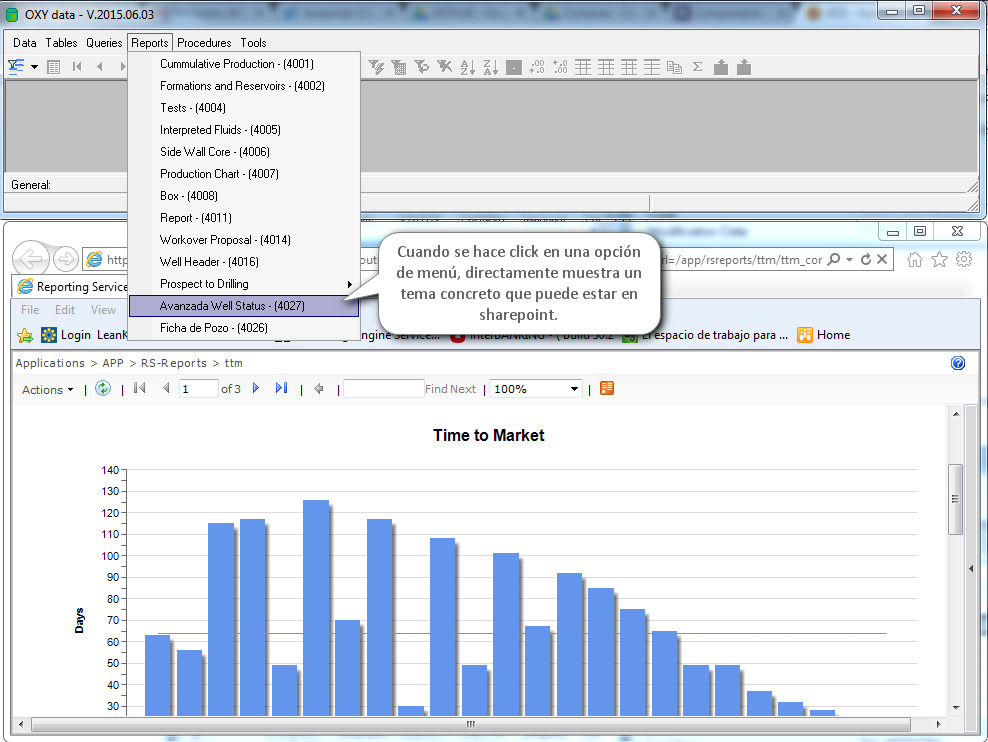 OXY data - V.2015.06.03
Data Tables Queries Reports Procedures Tools
Cummulative Production - (4001)
Formations and Reservoirs - (4002)
Tests - (4004)
Interpreted Fluids - (4005)
Side Wall Core - (4006)
Production Chart - (4007)
Box - (4008)
Report - (4011)
Workover Proposal - (4014)
Well Header - (4016)
Prospect to Drilling
Avanzada Well Status - (4027)
Ficha de Pozo - (4026)
General:
Cuando se hace click en una opción
de menú, directamente muestra un
tema concreto que puede estar en
sharepoint.
http
rl=/app/rsreports/ttm/ttm_cor
Reporting Service
File Edit View
Login LeanK
ngine Service...
InterBANKING - ( Build 50.2
El espacio de trabajo para ...
Home
Applications > APP > RS-Reports > ttm
Actions | | 1 of 3 | | Find Next | 100% |
Time to Market
Days
140
130
120
110
100
90
80
70
60
50
40
30